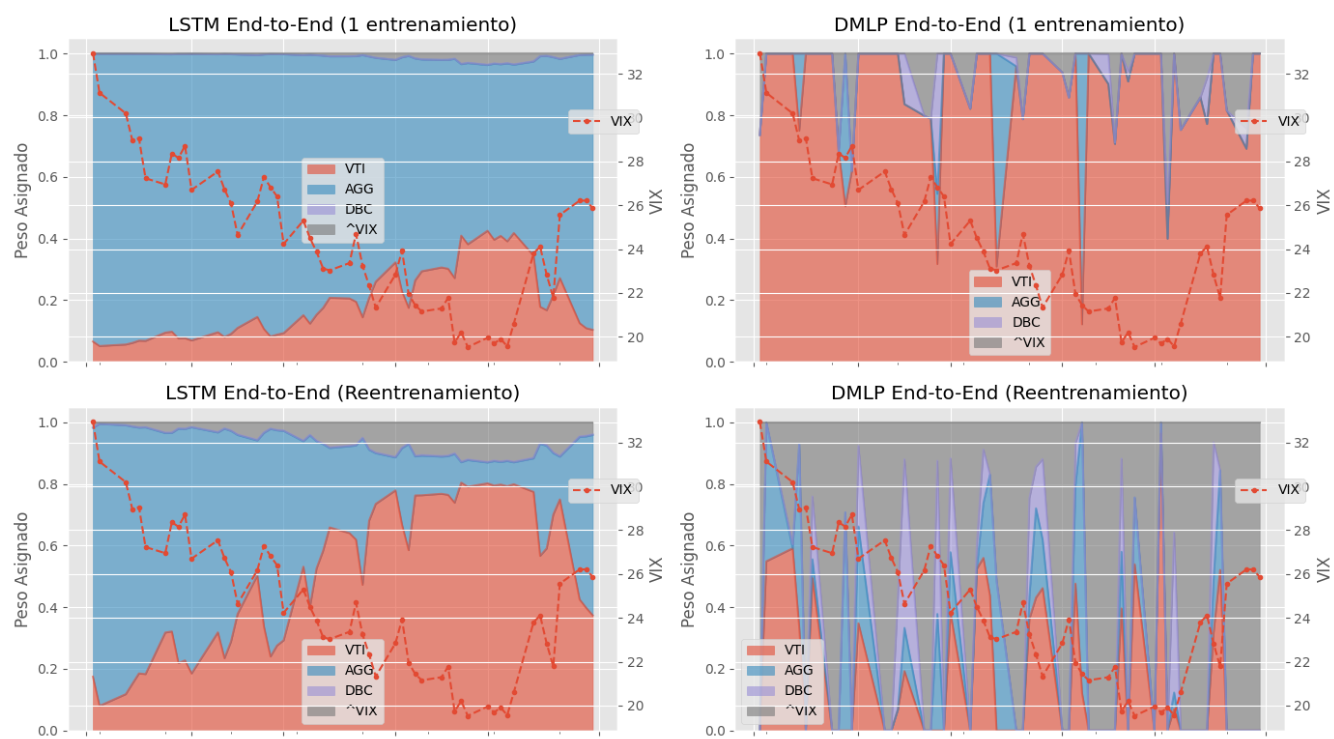 LSTM End-to-End (1 entrenamiento)
1.0
0.8
0.6
0.4
0.2
0.0
Peso Asignado
VTI
AGG
DBC
^VIX
VIX
32
28
26
24
22
20
VIX
DMLP End-to-End (1 entrenamiento)
1.0
0.8
0.6
0.4
0.2
0.0
Peso Asignado
VTI
AGG
DBC
^VIX
VIX
32
28
26
24
22
20
VIX
LSTM End-to-End (Reentrenamiento)
1.0
0.8
0.6
0.4
0.2
0.0
Peso Asignado
VTI
AGG
DBC
^VIX
VIX
32
28
26
24
22
20
VIX
DMLP End-to-End (Reentrenamiento)
1.0
0.8
0.6
0.4
0.2
0.0
Peso Asignado
VTI
AGG
DBC
^VIX
VIX
32
28
26
24
22
20
VIX